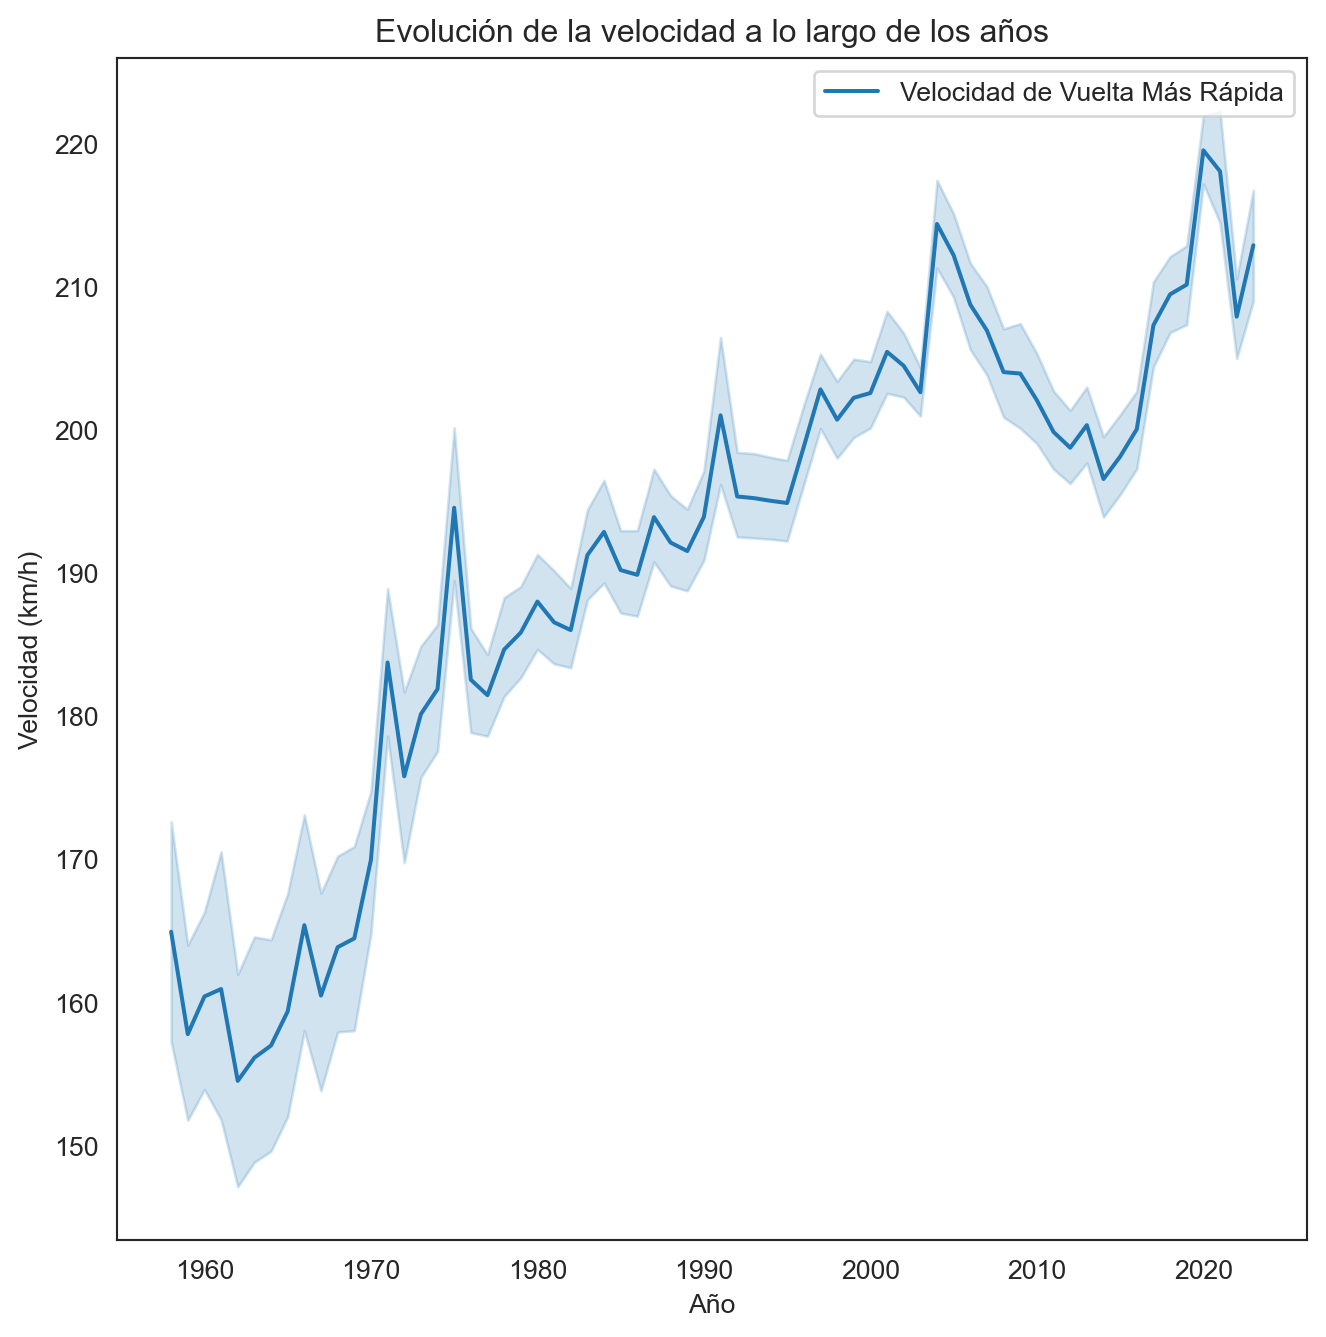 Evolución de la velocidad a lo largo de los años
Velocidad de Vuelta Más Rápida
Velocidad (km/h)
220
210
200
190
180
170
160
150
1960 1970 1980 1990 2000 2010 2020
Año